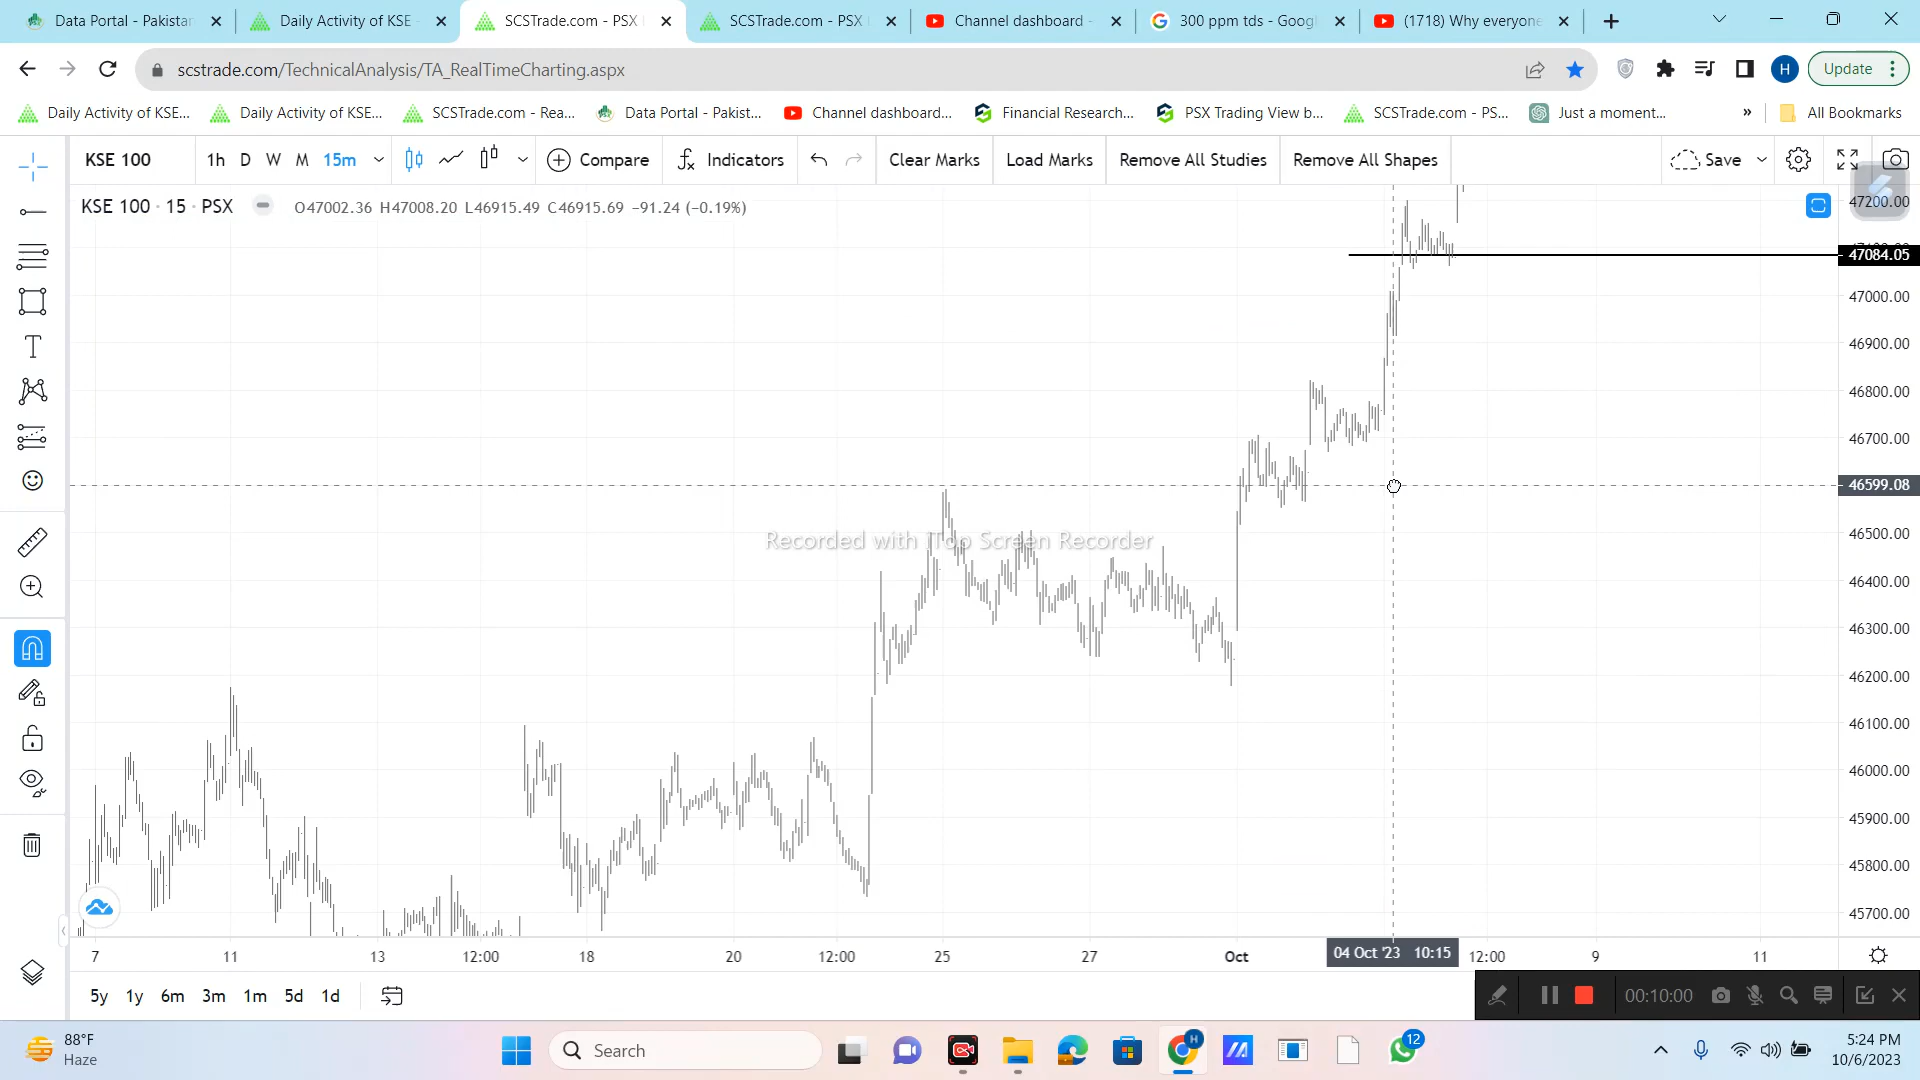 Data Portal - Pakistan
Daily Activity of KSE -
SCSTrade.com - PSX
SCSTrade.com - PSX
Channel dashboard -
300 ppm tds - Goog
(1718) Why everyone
scstrade.com/TechnicalAnalysis/TA_RealTimeCharting.aspx
H
Update
Daily Activity of KSE...
Daily Activity of KSE...
SCSTrade.com - Rea...
Data Portal - Pakist...
Channel dashboard...
Financial Research...
PSX Trading View b...
SCSTrade.com - PS...
Just a moment...
»
All Bookmarks
KSE 100
1h D W M 15m
Compare
Indicators
Clear Marks
Load Marks
Remove All Studies
Remove All Shapes
Save
KSE 100 · 15 · PSX
O47002.36 H47008.20 L46915.49 C46915.69 −91.24 (−0.19%)
47200.00
47084.05
47000.00
46900.00
46800.00
46700.00
46599.08
46500.00
46400.00
46300.00
46200.00
46100.00
46000.00
45900.00
45800.00
45700.00
Recorded with iTop Screen Recorder
7
11
13
12:00
18
20
12:00
25
27
Oct
04 Oct '23 10:15
12:00
9
11
5y 1y 6m 3m 1m 5d 1d
00:10:00
88°F
Haze
Search
H
12
5:24 PM
10/6/2023